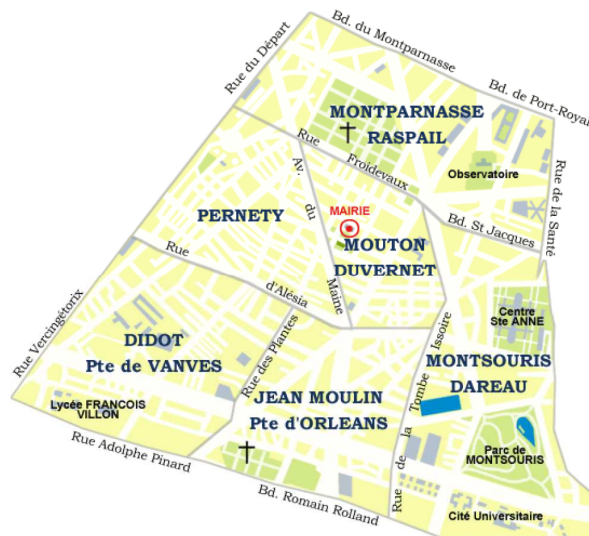 Bd. du Montparnasse
Rue du Départ
Bd. de Port-Royal
MONTPARNASSE
RASPAIL
Rue Froidevaux
Observatoire
Rue de la Santé
Av. du Maine
PERNETY
MAIRIE
MOUTON
DUVERNET
Bd. St Jacques
Rue d'Alésia
Rue Vercingétorix
Centre
Ste ANNE
DIDOT
Pte de VANVES
Rue des Plantes
Rue de la Tombe Issoire
MONTSOURIS
DAREAU
JEAN MOULIN
Pte d'ORLEANS
Lycée FRANCOIS
VILLON
Parc de
MONTSOURIS
Rue Adolphe Pinard
Bd. Romain Rolland
Cité Universitaire